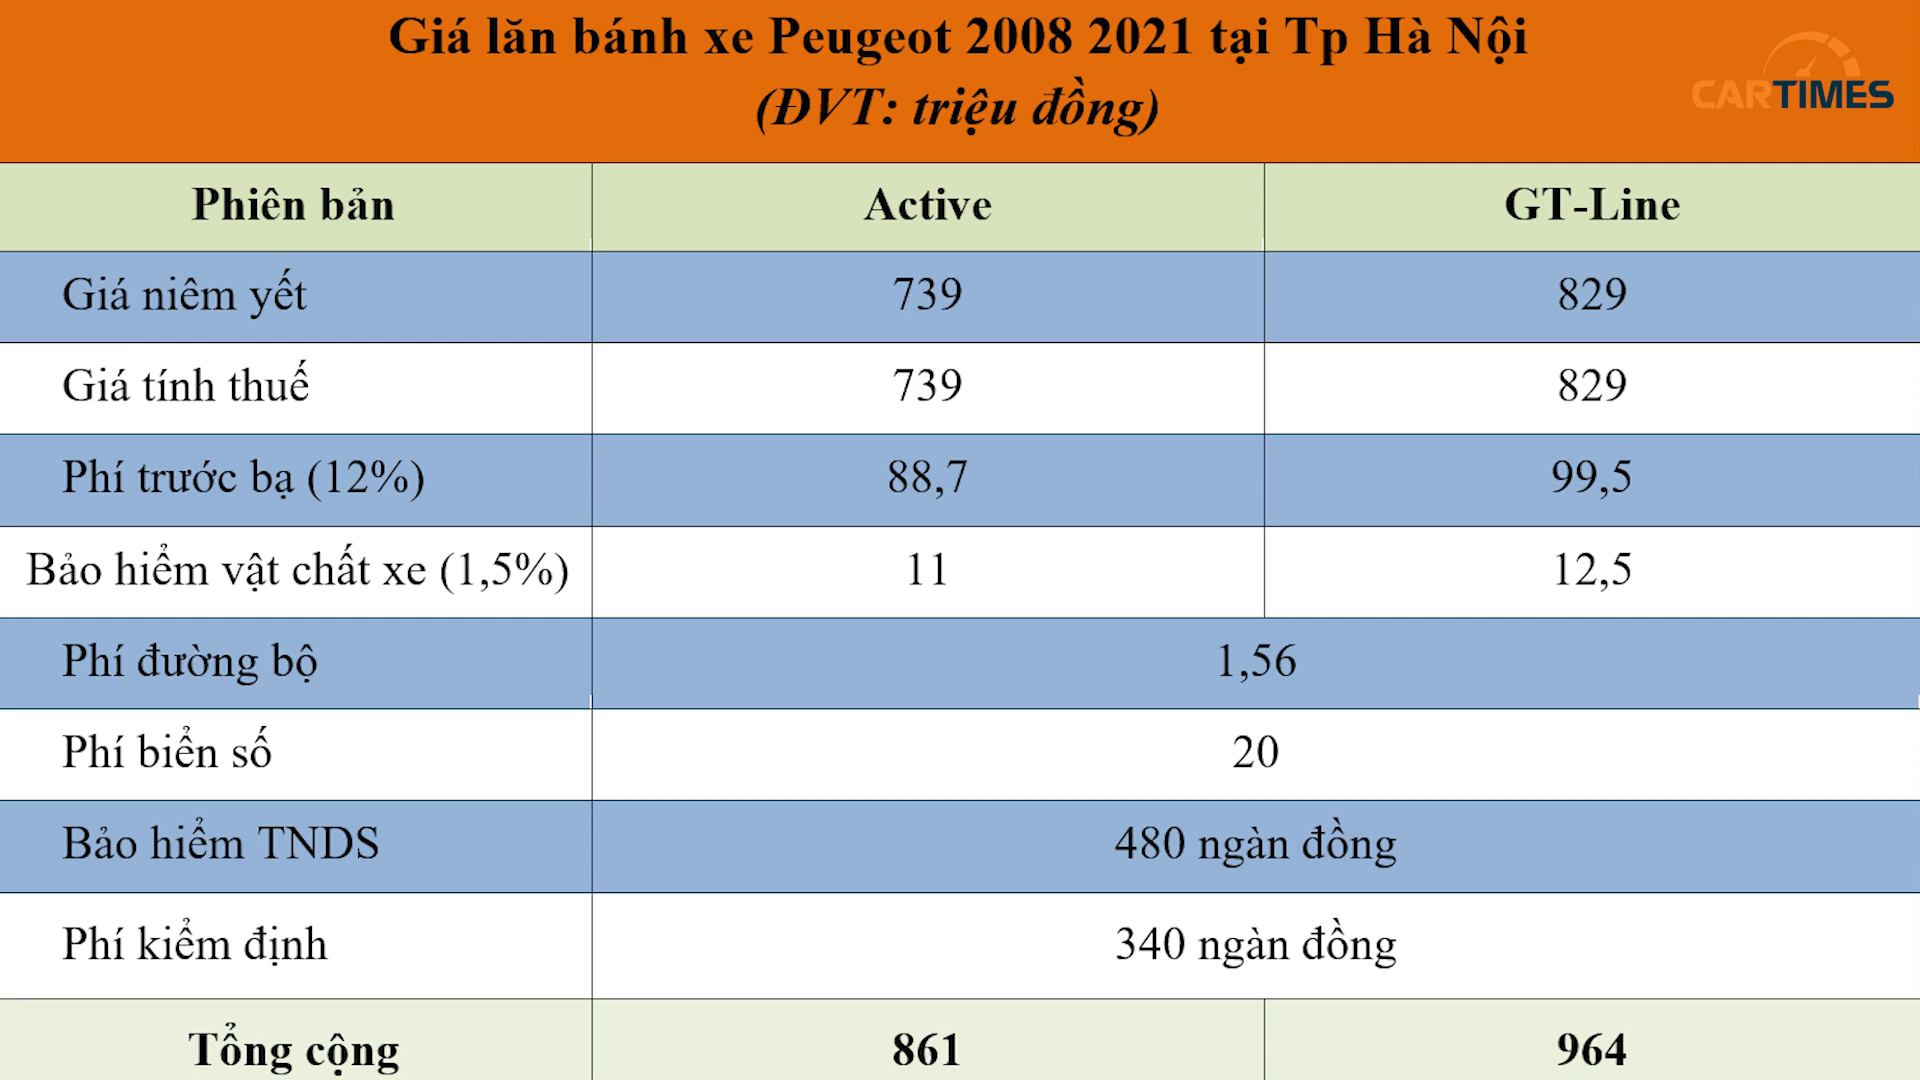 Giá lăn bánh xe Peugeot 2008 2021 tại Tp Hà Nội
(ĐVT: triệu đồng)
CARTIMES
Phiên bản Active GT-Line
Giá niêm yết 739 829
Giá tính thuế 739 829
Phí trước bạ (12%) 88,7 99,5
Bảo hiểm vật chất xe (1,5%) 11 12,5
Phí đường bộ 1,56
Phí biển số 20
Bảo hiểm TNDS 480 ngàn đồng
Phí kiểm định 340 ngàn đồng
Tổng cộng 861 964